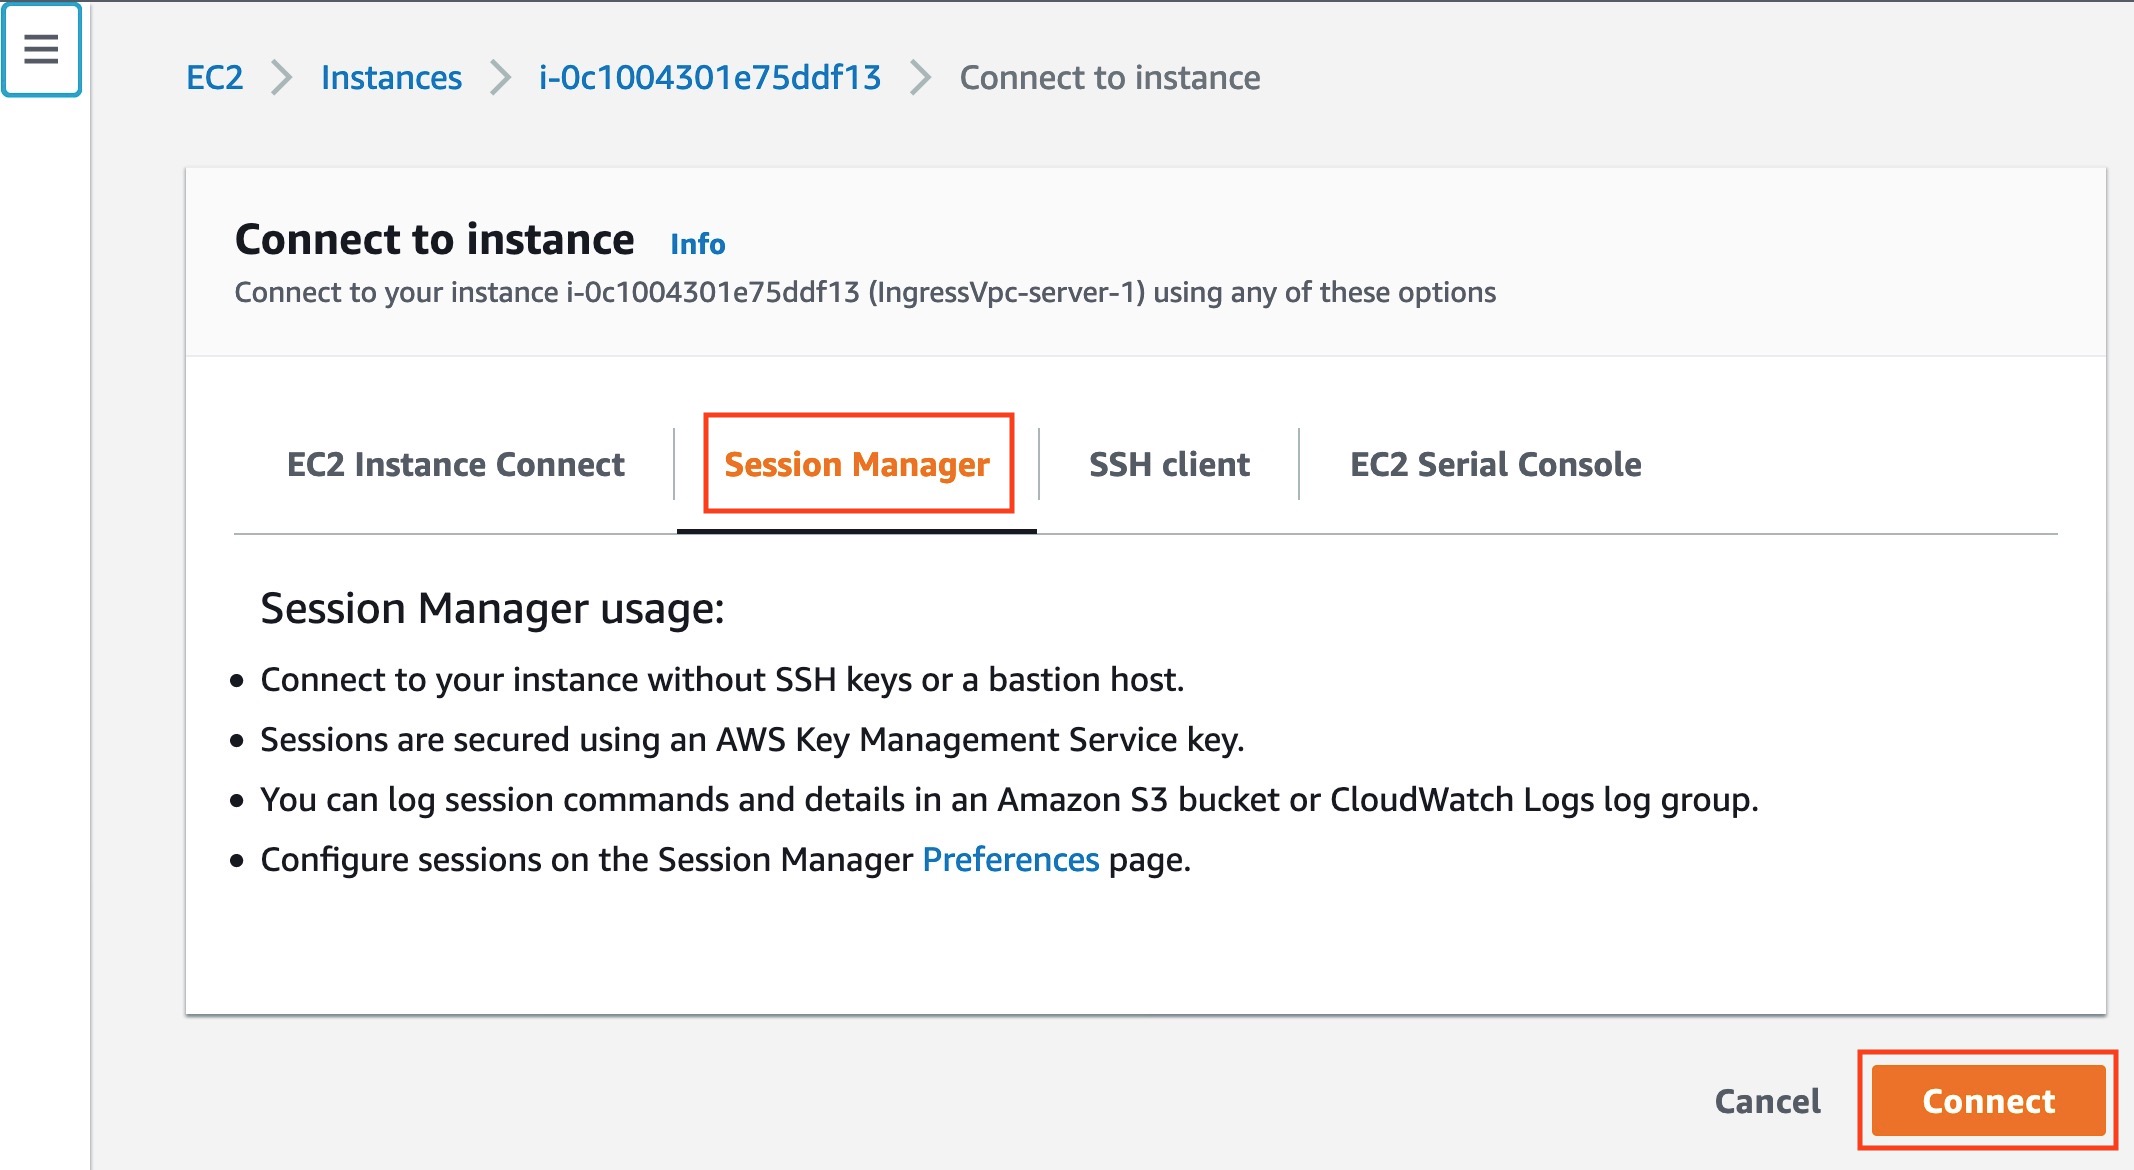 EC2 Instances i-0c1004301e75ddf13 Connect to instance
Connect to instance Info
Connect to your instance i-0c1004301e75ddf13 (IngressVpc-server-1) using any of these options
EC2 Instance Connect Session Manager SSH client EC2 Serial Console
Session Manager usage:
Connect to your instance without SSH keys or a bastion host.
Sessions are secured using an AWS Key Management Service key.
You can log session commands and details in an Amazon S3 bucket or CloudWatch Logs log group.
Configure sessions on the Session Manager Preferences page.
Cancel Connect